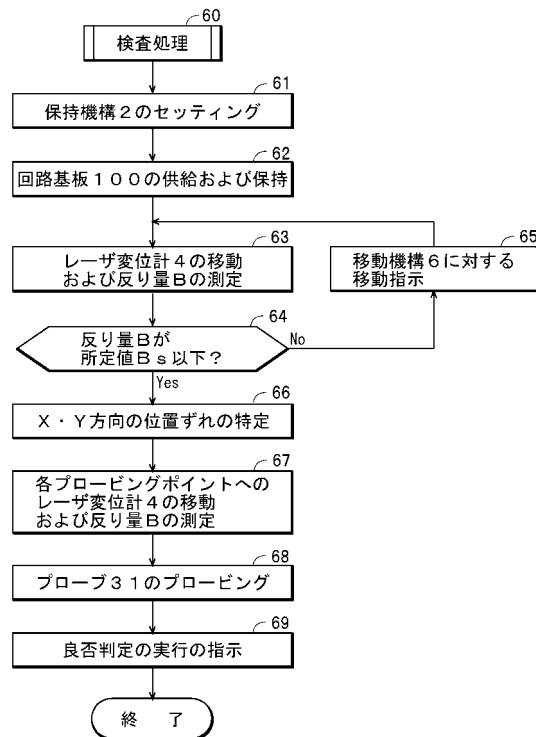 60
検査処理
61
保持機構2のセッティング
62
回路基板100の供給および保持
63
レーザ変位計4の移動
および反り量Bの測定
65
移動機構6に対する
移動指示
64
反り量Bが
所定値Bs以下?
No
Yes
66
X・Y方向の位置ずれの特定
67
各プロービングポイントへの
レーザ変位計4の移動
および反り量Bの測定
68
プローブ31のプロービング
69
良否判定の実行の指示
終 了